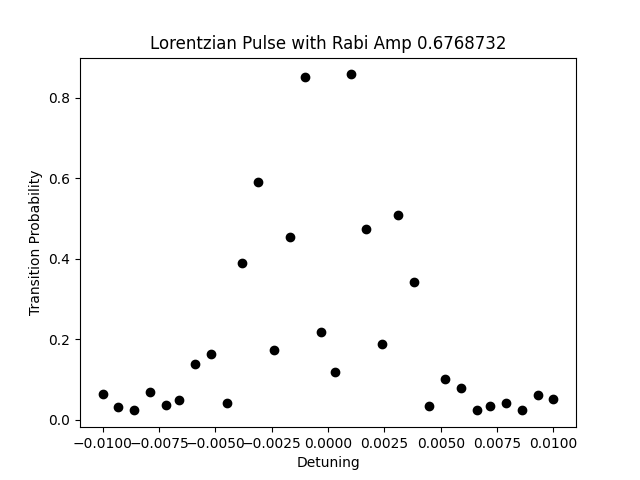 Lorentzian Pulse with Rabi Amp 0.6768732
Transition Probability
0.8
0.6
0.4
0.2
0.0
−0.0100 −0.0075 −0.0050 −0.0025 0.0000 0.0025 0.0050 0.0075 0.0100
Detuning